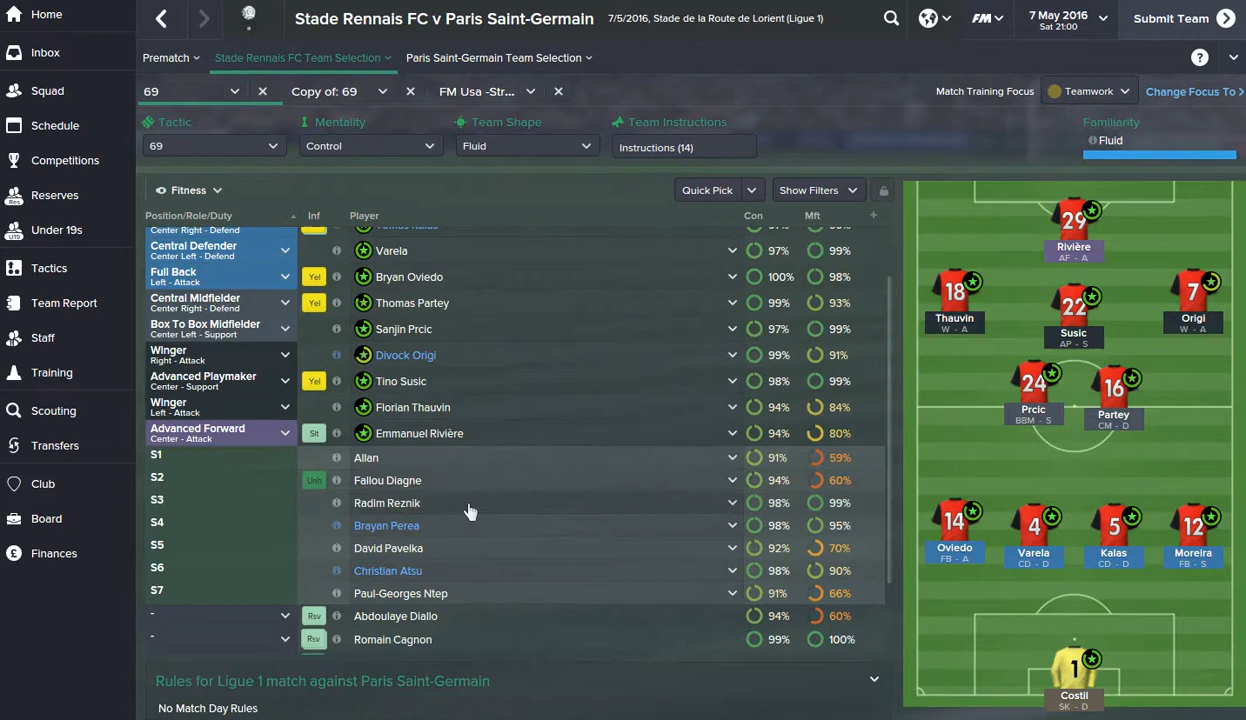 Home
Inbox
Squad
Schedule
Competitions
Res
Reserves
U19s
Under 19s
Tactics
Team Report
Staff
Training
Scouting
Transfers
Club
Board
Finances
Stade Rennais FC v Paris Saint-Germain
7/5/2016, Stade de la Route de Lorient (Ligue 1)
FM
7 May 2016
Sat 21:00
Submit Team
Prematch
Stade Rennais FC Team Selection
Paris Saint-Germain Team Selection
?
69
Copy of: 69
FM Usa -Str...
Match Training Focus
Teamwork
Change Focus To >
Tactic
Mentality
Team Shape
Team Instructions
Familiarity
69
Control
Fluid
Instructions (14)
Fluid
Fitness
Quick Pick
Show Filters
Position/Role/Duty
Inf
Player
Con
Mft
Center Right - Defend
Central Defender
Center Left - Defend
Varela
97% 99%
Full Back
Left - Attack
Yel
Bryan Oviedo
100% 98%
Central Midfielder
Center Right - Defend
Yel
Thomas Partey
99% 93%
Box To Box Midfielder
Center Left - Support
Sanjin Prcic
97% 99%
Winger
Right - Attack
Divock Origi
99% 91%
Advanced Playmaker
Center - Support
Yel
Tino Susic
98% 99%
Winger
Left - Attack
Florian Thauvin
94% 84%
Advanced Forward
Center - Attack
Slt
Emmanuel Rivière
94% 80%
S1 Allan 91% 59%
S2 Unh Fallou Diagne 94% 60%
S3 Radim Reznik 98% 99%
S4 Brayan Perea 98% 95%
S5 David Pavelka 92% 70%
S6 Christian Atsu 98% 90%
S7 Paul-Georges Ntep 91% 66%
- Rsv Abdoulaye Diallo 94% 60%
- Rsv Romain Cagnon 99% 100%
Rules for Ligue 1 match against Paris Saint-Germain
No Match Day Rules
29
Rivière
AF - A
18
Thauvin
W - A
22
Susic
AP - S
7
Origi
W - A
24
Prcic
BBM - S
16
Partey
CM - D
14
Oviedo
FB - A
4
Varela
CD - D
5
Kalas
CD - D
12
Moreira
FB - S
1
Costil
SK - D